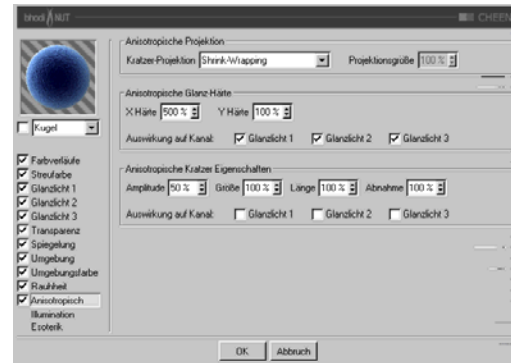 bhodi NUT
CHEEN
Anisotropische Projektion
Kratzer-Projektion Shrink-Wrapping Projektionsgröße 100 %
Anisotropische Glanz-Härte
X Härte 500 % Y Härte 100 %
Auswirkung auf Kanal: Glanzlicht 1 Glanzlicht 2 Glanzlicht 3
Anisotropische Kratzer Eigenschaften
Amplitude 50 % Größe 100 % Länge 100 % Abnahme 100 %
Auswirkung auf Kanal: Glanzlicht 1 Glanzlicht 2 Glanzlicht 3
Kugel
Farbverläufe
Streufarbe
Glanzlicht 1
Glanzlicht 2
Glanzlicht 3
Transparenz
Spiegelung
Umgebung
Umgebungsfarbe
Rauhheit
Anisotropisch
Illumination
Esoterik
OK Abbruch